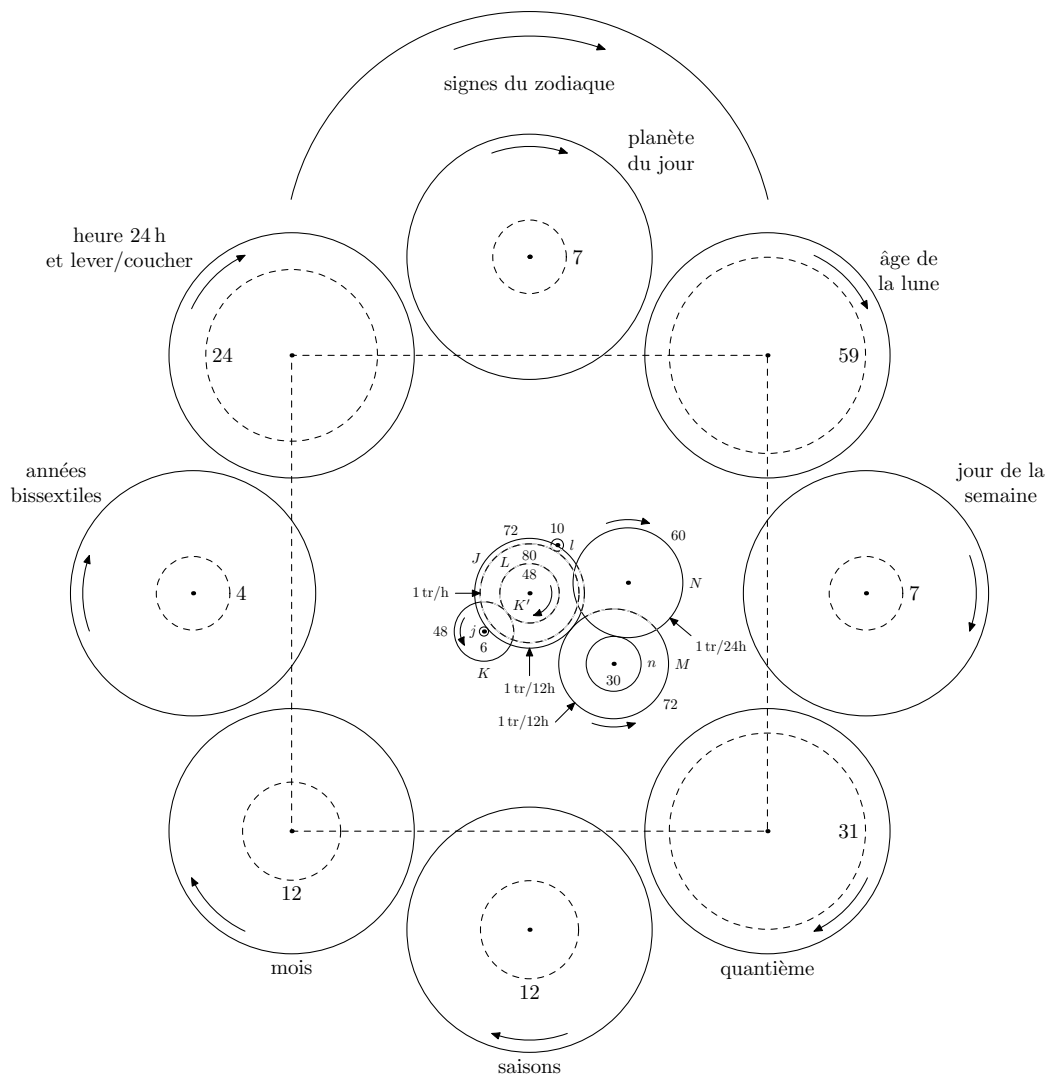 signes du zodiaque
planète
du jour
7
heure 24 h
et lever/coucher
24
âge de
la lune
59
années
bissextiles
4
jour de la
semaine
7
72
10
l
60
J
L
80
48
K'
N
1 tr/h
48
j
6
K
1 tr/24h
n
M
30
1 tr/12h
72
1 tr/12h
12
mois
31
quantième
12
saisons